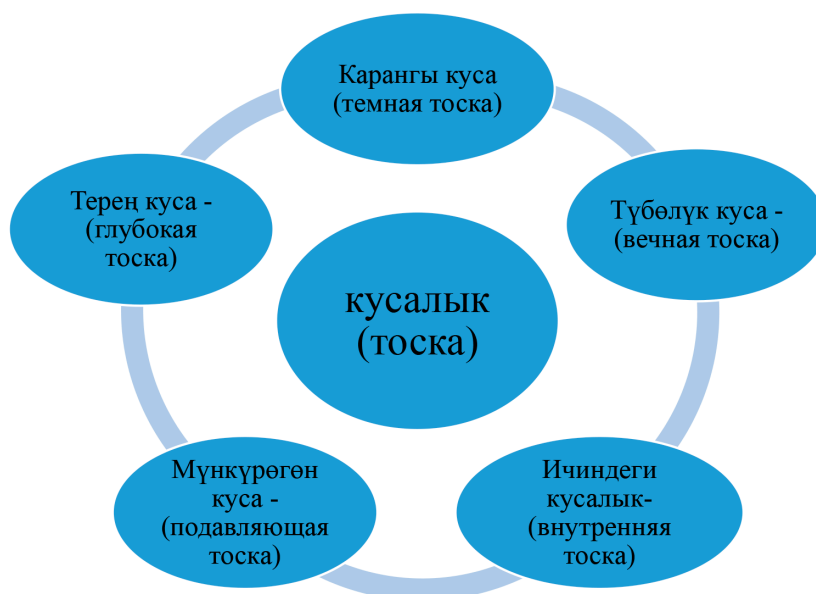 Карангы куса
(темная тоска)
Түбөлүк куса -
(вечная тоска)
Ичиндеги
кусалык-
(внутренняя
тоска)
Мүнкүрөгөн
куса -
(подавляющая
тоска)
Терең куса -
(глубокая
тоска)
кусалык
(тоска)